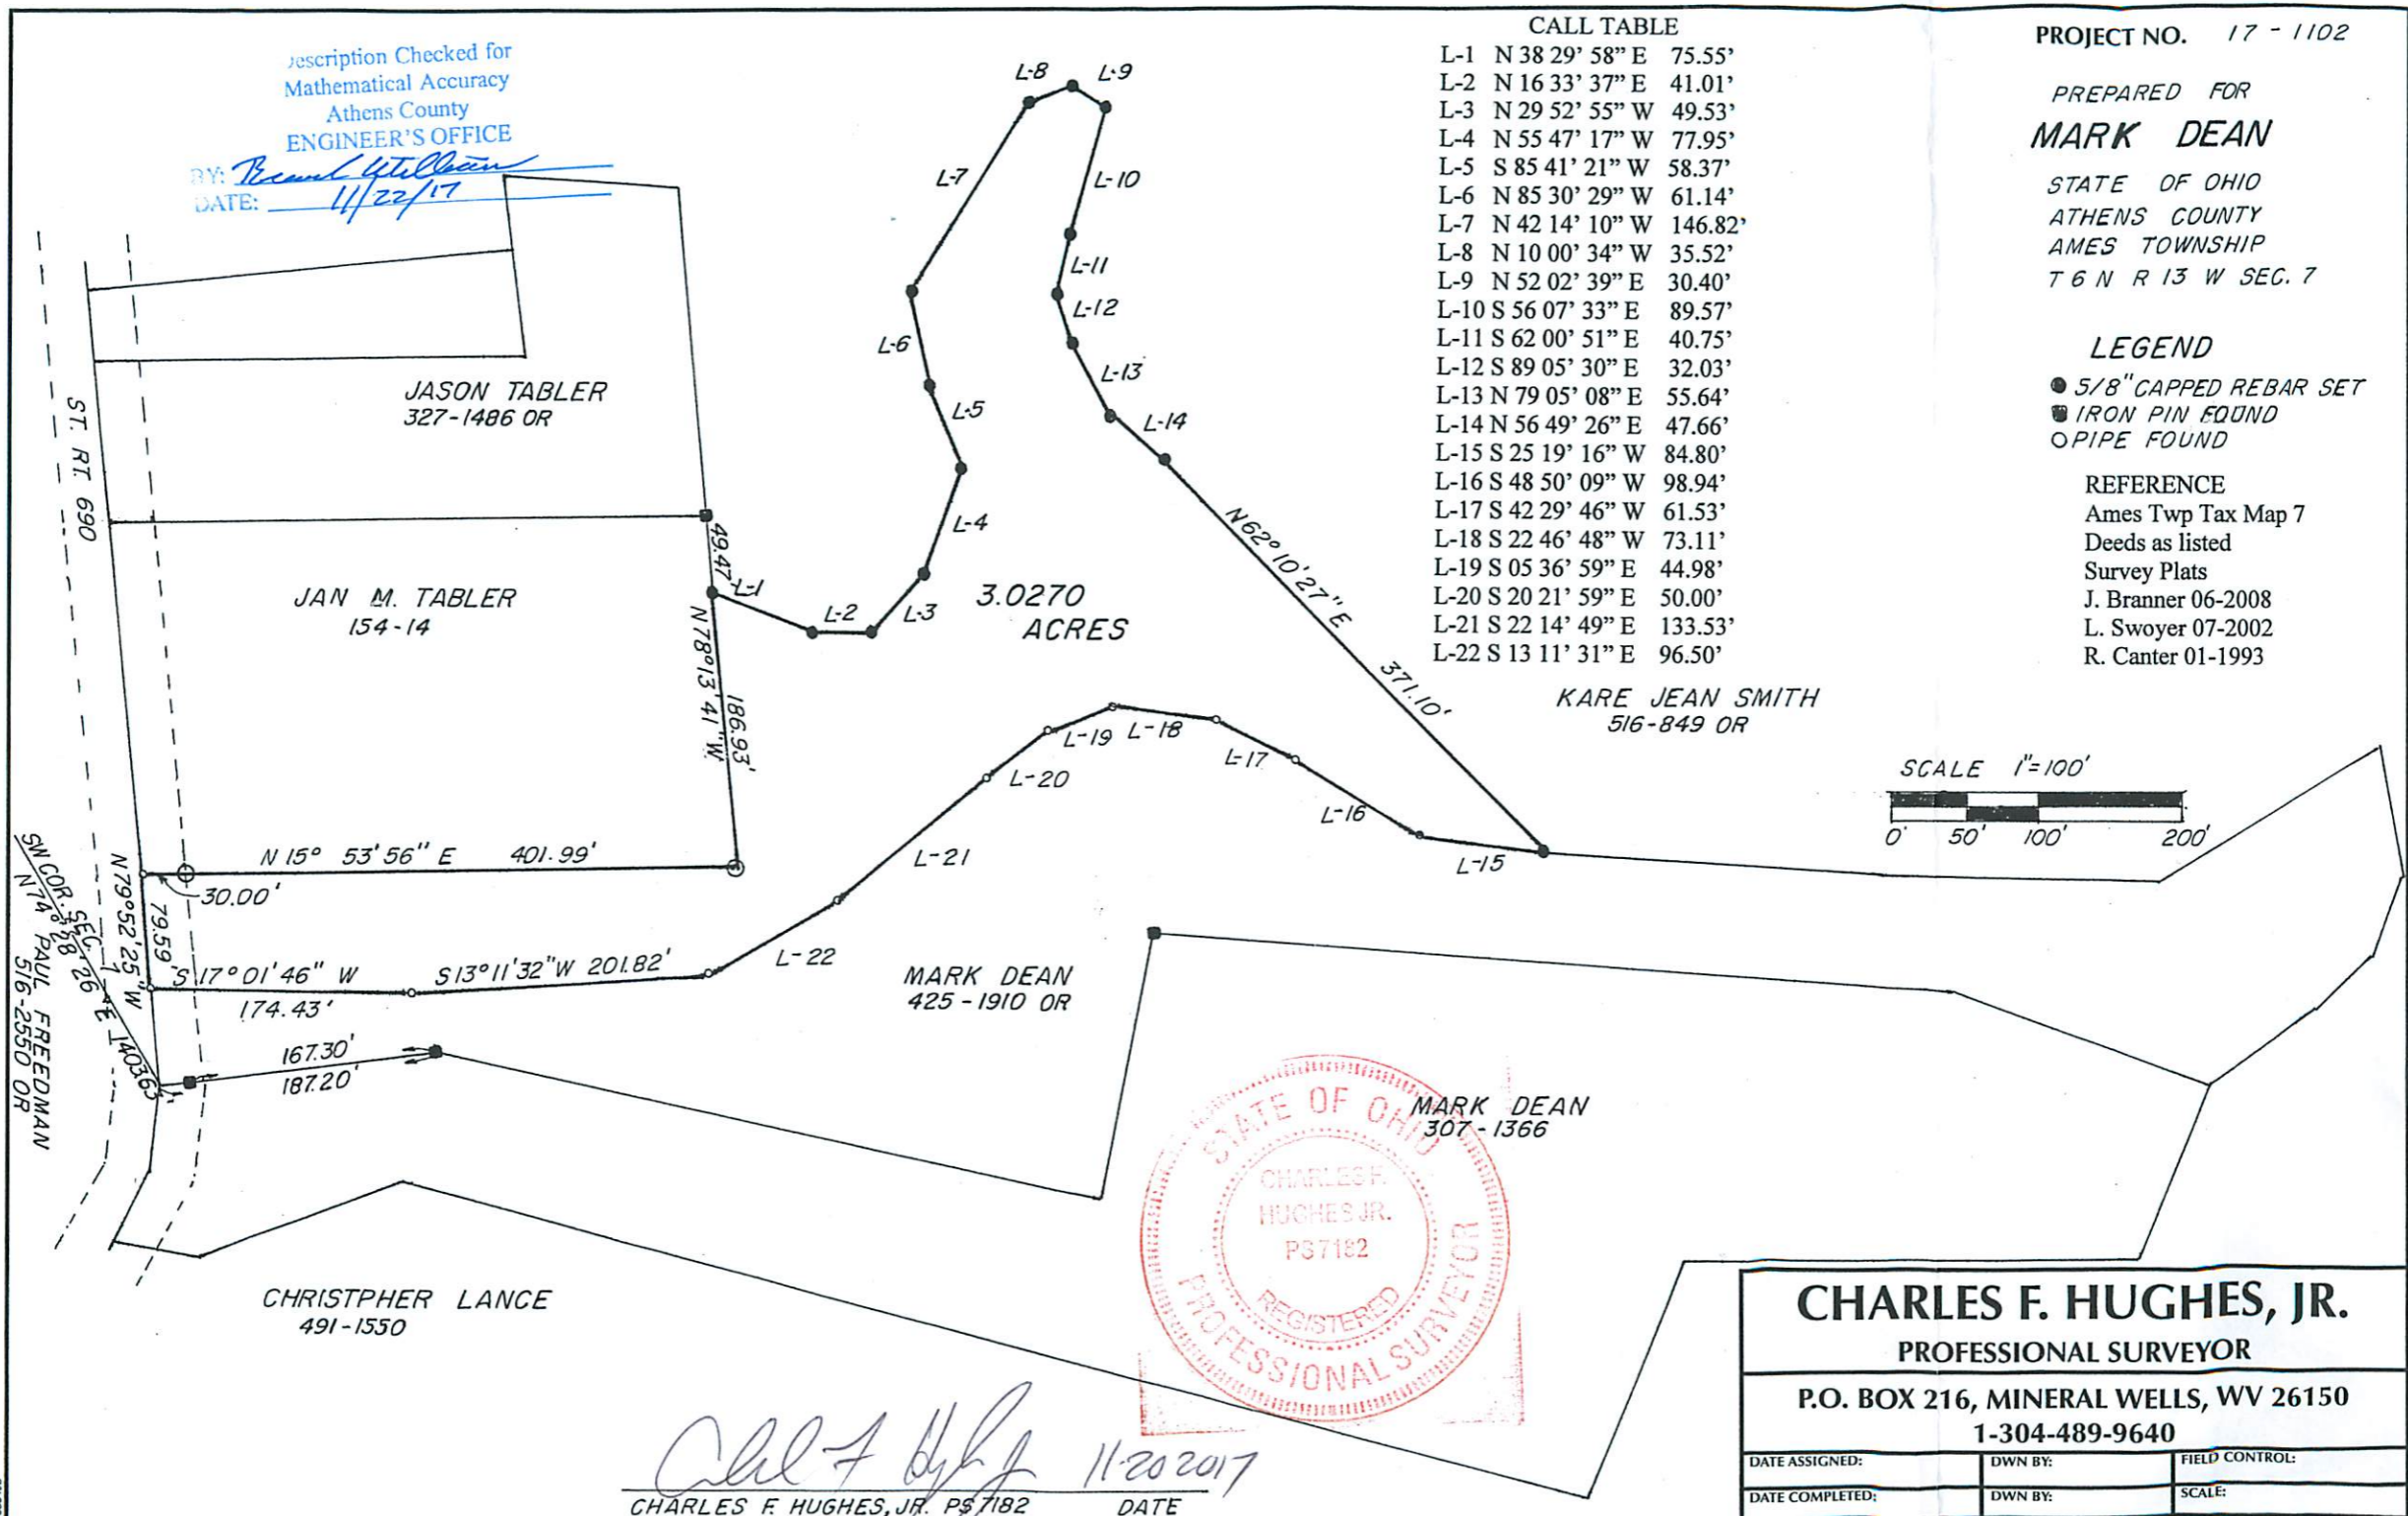 Description Checked for
Mathematical Accuracy
Athens County
ENGINEER'S OFFICE
BY:
DATE: 11/22/17
CALL TABLE
L-1 N 38 29' 58" E 75.55'
L-2 N 16 33' 37" E 41.01'
L-3 N 29 52' 55" W 49.53'
L-4 N 55 47' 17" W 77.95'
L-5 S 85 41' 21" W 58.37'
L-6 N 85 30' 29" W 61.14'
L-7 N 42 14' 10" W 146.82'
L-8 N 10 00' 34" W 35.52'
L-9 N 52 02' 39" E 30.40'
L-10 S 56 07' 33" E 89.57'
L-11 S 62 00' 51" E 40.75'
L-12 S 89 05' 30" E 32.03'
L-13 N 79 05' 08" E 55.64'
L-14 N 56 49' 26" E 47.66'
L-15 S 25 19' 16" W 84.80'
L-16 S 48 50' 09" W 98.94'
L-17 S 42 29' 46" W 61.53'
L-18 S 22 46' 48" W 73.11'
L-19 S 05 36' 59" E 44.98'
L-20 S 20 21' 59" E 50.00'
L-21 S 22 14' 49" E 133.53'
L-22 S 13 11' 31" E 96.50'
PROJECT NO. 17-1102
PREPARED FOR
MARK DEAN
STATE OF OHIO
ATHENS COUNTY
AMES TOWNSHIP
T 6 N R 13 W SEC. 7
LEGEND
5/8" CAPPED REBAR SET
IRON PIN FOUND
PIPE FOUND
REFERENCE
Ames Twp Tax Map 7
Deeds as listed
Survey Plats
J. Branner 06-2008
L. Swoyer 07-2002
R. Canter 01-1993
L-8
L-9
L-7
L-10
L-11
L-12
L-6
L-13
L-5
L-14
L-4
L-3
L-2
L-1
JASON TABLER
327-1486 OR
ST. RT. 690
49.47'
JAN M. TABLER
154-14
3.0270
ACRES
N62°10'27"E
371.10'
N 78°13'41"W
186.93'
KARE JEAN SMITH
516-849 OR
SCALE 1"=100'
0' 50' 100' 200'
L-19
L-18
L-17
L-20
L-16
L-15
L-21
L-22
N 15° 53'56" E 401.99'
30.00'
N79°52'25"W
79.59'
S 17°01'46" W
174.43'
S13°11'32"W 201.82'
SW COR. SEC.
1403.63'
PAUL FREEDMAN
516-2550 OR
167.30'
187.20'
MARK DEAN
425-1910 OR
MARK DEAN
307-1366
STATE OF OHIO
CHARLES F.
HUGHES JR.
PS7182
REGISTERED
PROFESSIONAL SURVEYOR
CHRISTPHER LANCE
491-1550
11-20 2017
CHARLES F. HUGHES, JR. PS 7182 DATE
CHARLES F. HUGHES, JR.
PROFESSIONAL SURVEYOR
P.O. BOX 216, MINERAL WELLS, WV 26150
1-304-489-9640
DATE ASSIGNED: DWN BY: FIELD CONTROL:
DATE COMPLETED: DWN BY: SCALE: